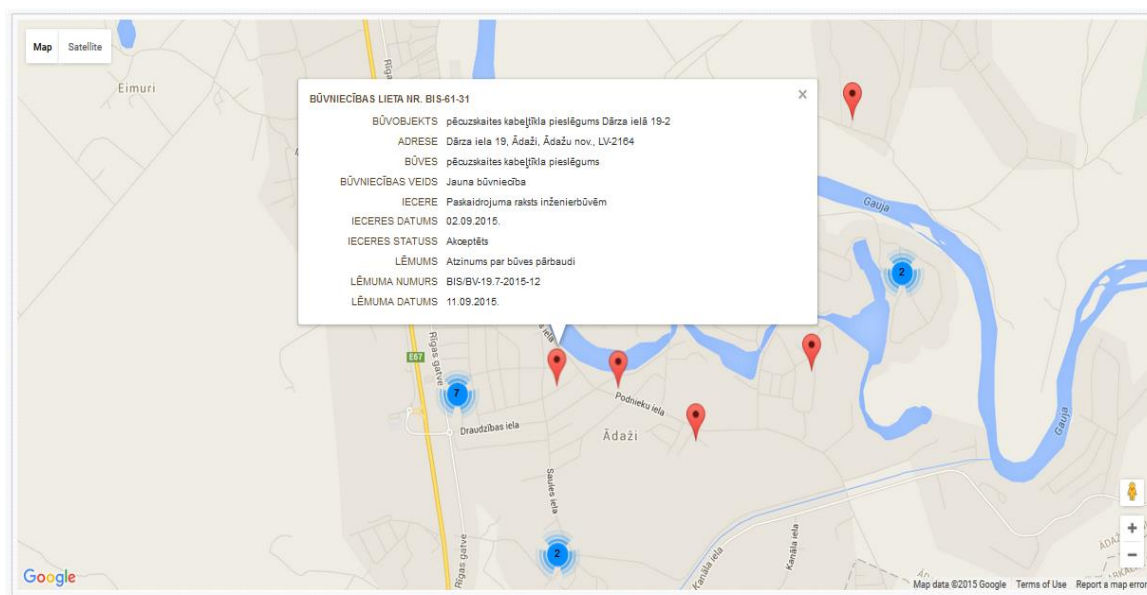 Map Satellite
Eimuri
BŪVNIECĪBAS LIETA NR. BIS-61-31
BŪVOBJEKTS pēcuzskaites kabeļtīkla pieslēgums Dārza ielā 19-2
ADRESE Dārza iela 19, Ādaži, Ādažu nov., LV-2164
BŪVES pēcuzskaites kabeļtīkla pieslēgums
BŪVNIECĪBAS VEIDS Jauna būvniecība
IECERE Paskaidrojuma raksts inženierbūvēm
IECERES DATUMS 02.09.2015.
IECERES STATUSS Akceptēts
LĒMUMS Atzinums par būves pārbaudi
LĒMUMA NUMURS BIS/BV-19.7-2015-12
LĒMUMA DATUMS 11.09.2015.
Gauja
2
iela
E67
Rīgas gatve
7
Podnieku iela
Draudzības iela
Ādaži
Gauja
Saules iela
2
Rīgas gatve
Kanāla iela
Kanāla iela
Google
Map data ©2015 Google Terms of Use Report a map error